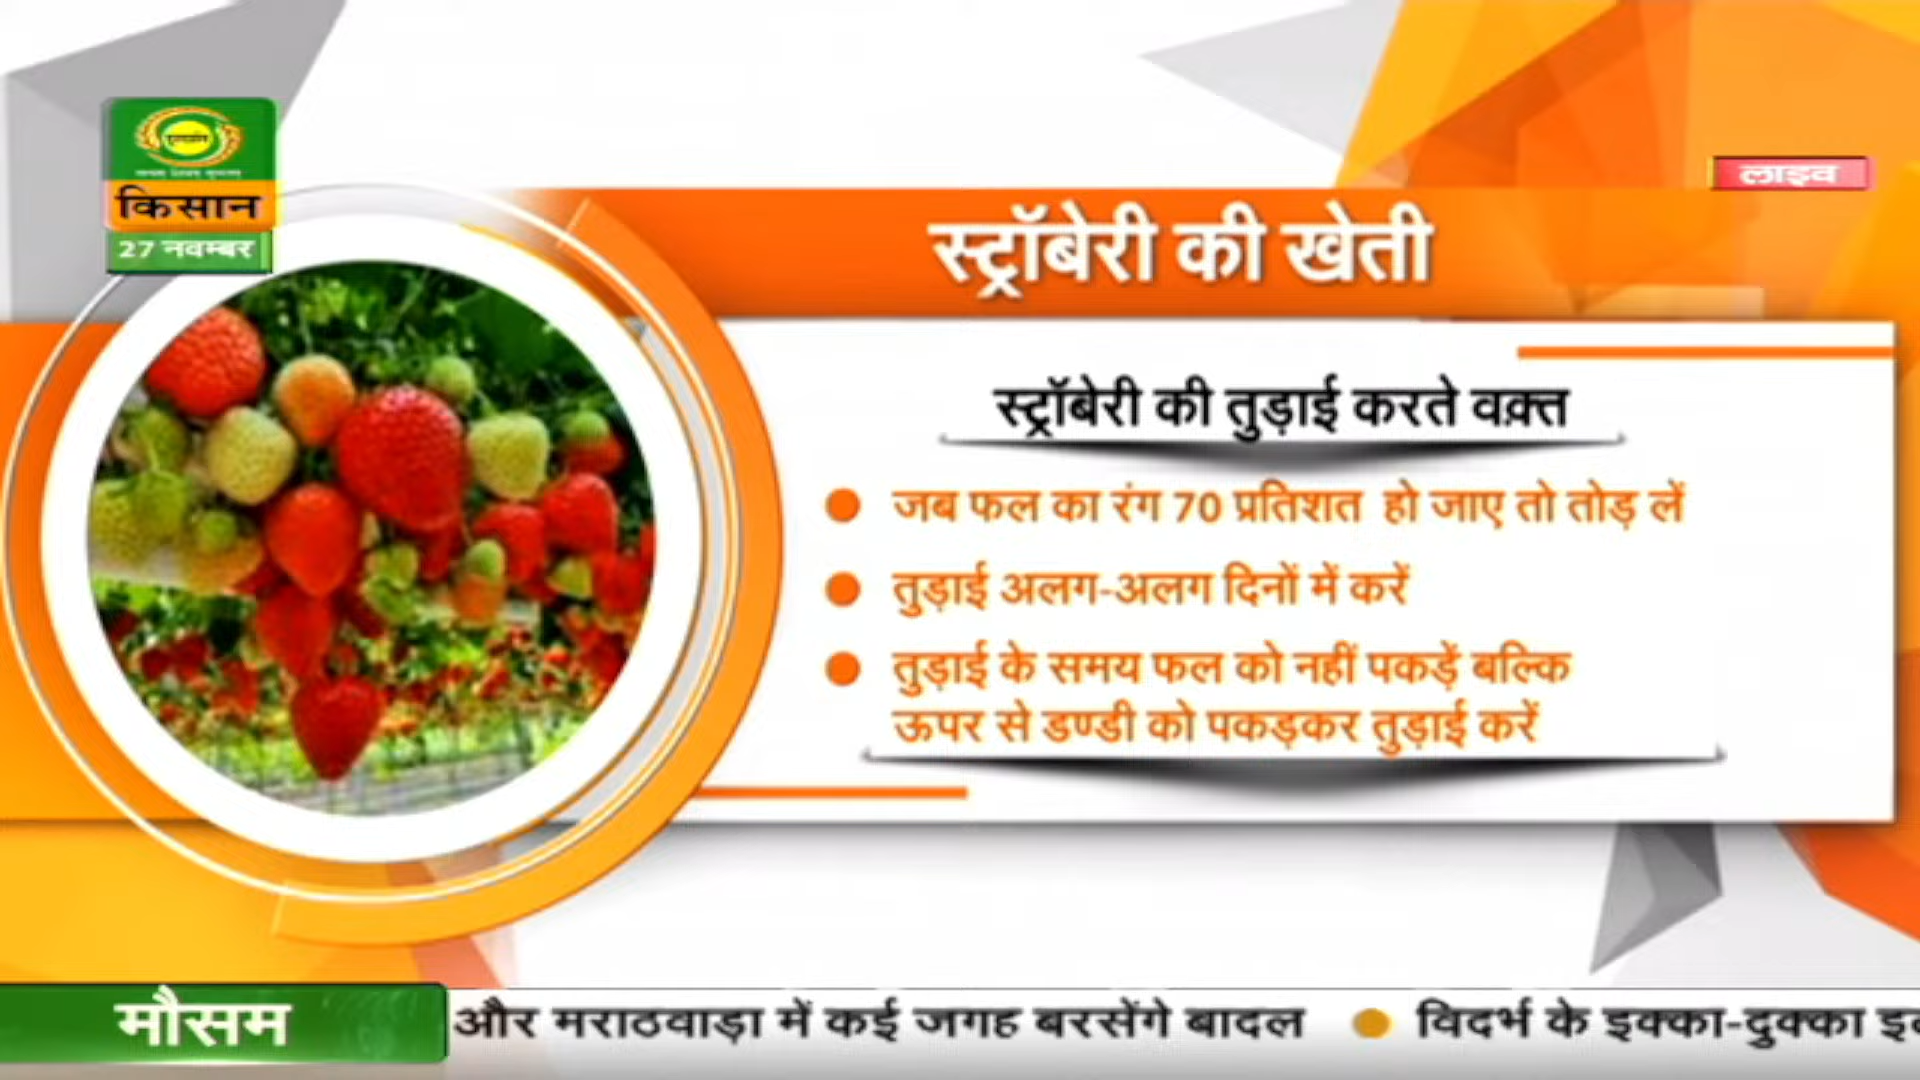 किसान
27 नवम्बर
लाइव
स्ट्रॉबेरी की खेती
स्ट्रॉबेरी की तुड़ाई करते वक़्त
जब फल का रंग 70 प्रतिशत हो जाए तो तोड़ लें
तुड़ाई अलग-अलग दिनों में करें
तुड़ाई के समय फल को नहीं पकड़ें बल्कि
ऊपर से डण्डी को पकड़कर तुड़ाई करें
मौसम
और मराठवाड़ा में कई जगह बरसेंगे बादल ● विदर्भ के इक्का-दुक्का